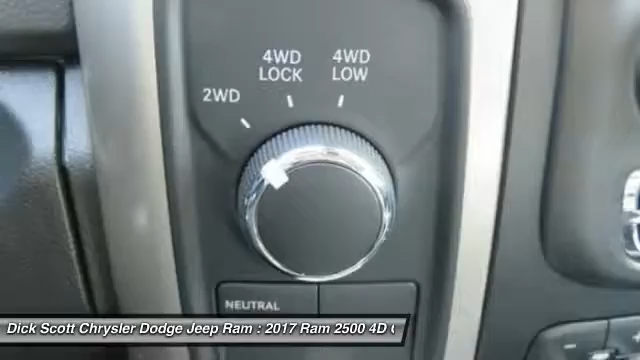 4WD
LOCK
4WD
LOW
2WD
NEUTRAL
Dick Scott Chrysler Dodge Jeep Ram : 2017 Ram 2500 4D